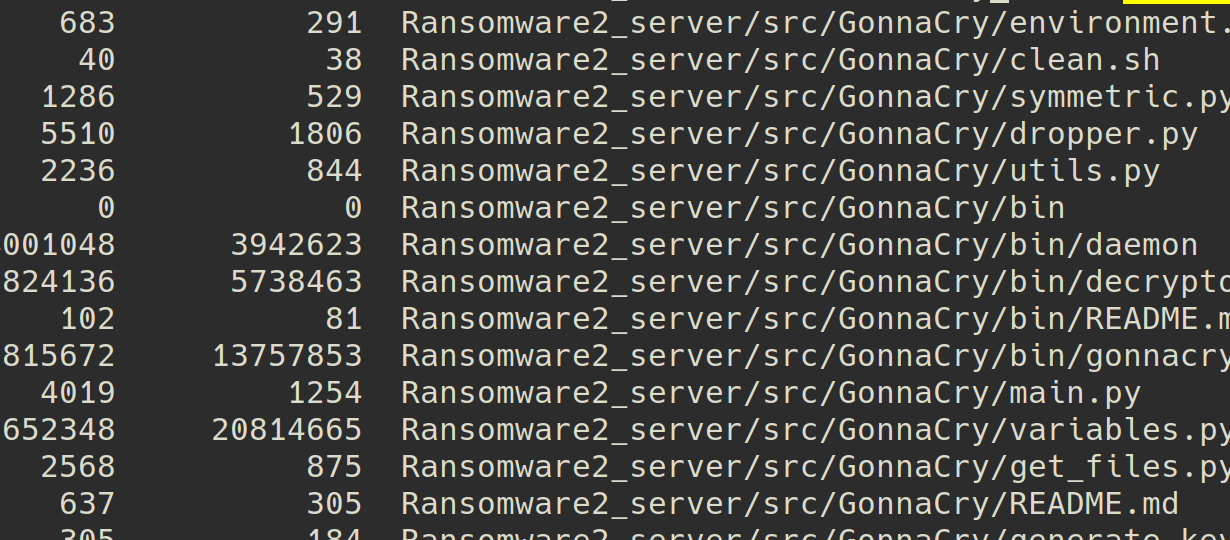 683 291 Ransomware2_server/src/GonnaCry/environment.
40 38 Ransomware2_server/src/GonnaCry/clean.sh
1286 529 Ransomware2_server/src/GonnaCry/symmetric.py
5510 1806 Ransomware2_server/src/GonnaCry/dropper.py
2236 844 Ransomware2_server/src/GonnaCry/utils.py
0 0 Ransomware2_server/src/GonnaCry/bin
001048 3942623 Ransomware2_server/src/GonnaCry/bin/daemon
824136 5738463 Ransomware2_server/src/GonnaCry/bin/decrypto
102 81 Ransomware2_server/src/GonnaCry/bin/README.m
815672 13757853 Ransomware2_server/src/GonnaCry/bin/gonnacry
4019 1254 Ransomware2_server/src/GonnaCry/main.py
652348 20814665 Ransomware2_server/src/GonnaCry/variables.py
2568 875 Ransomware2_server/src/GonnaCry/get_files.py
637 305 Ransomware2_server/src/GonnaCry/README.md
305 184 Ransomware2_server/src/GonnaCry/generate_key